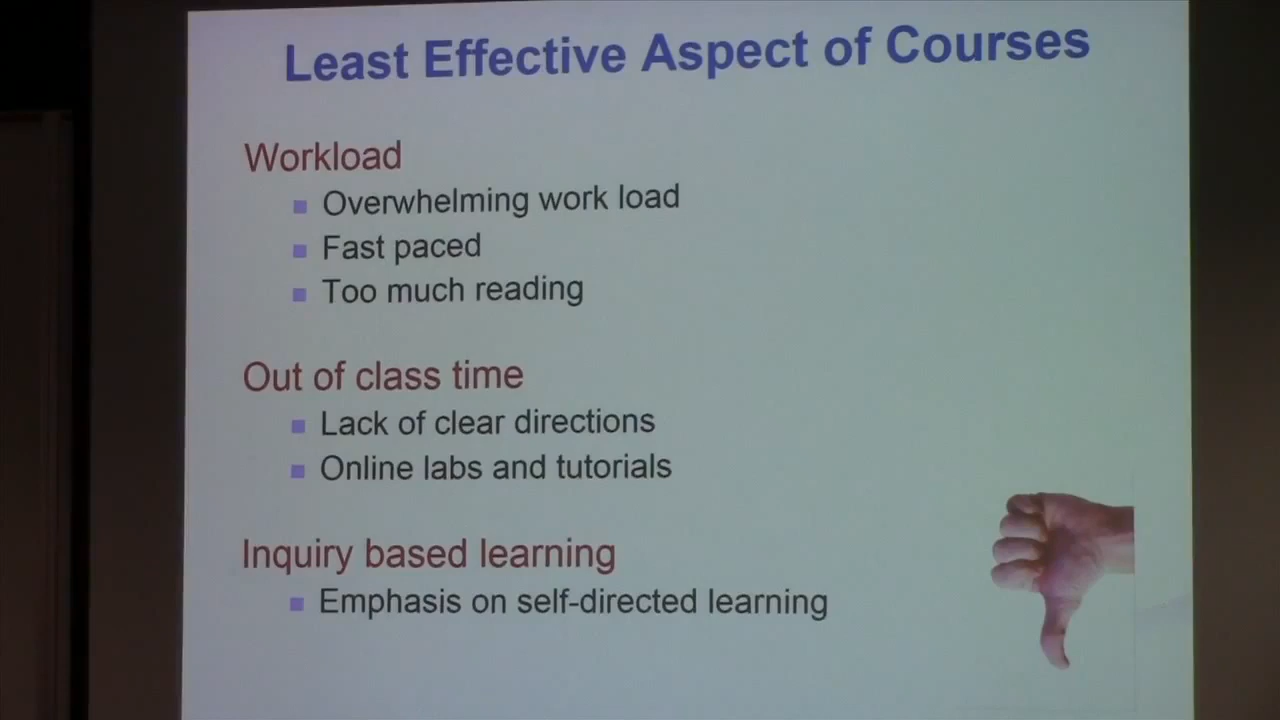 Least Effective Aspect of Courses
Workload
Overwhelming work load
Fast paced
Too much reading
Out of class time
Lack of clear directions
Online labs and tutorials
Inquiry based learning
Emphasis on self-directed learning